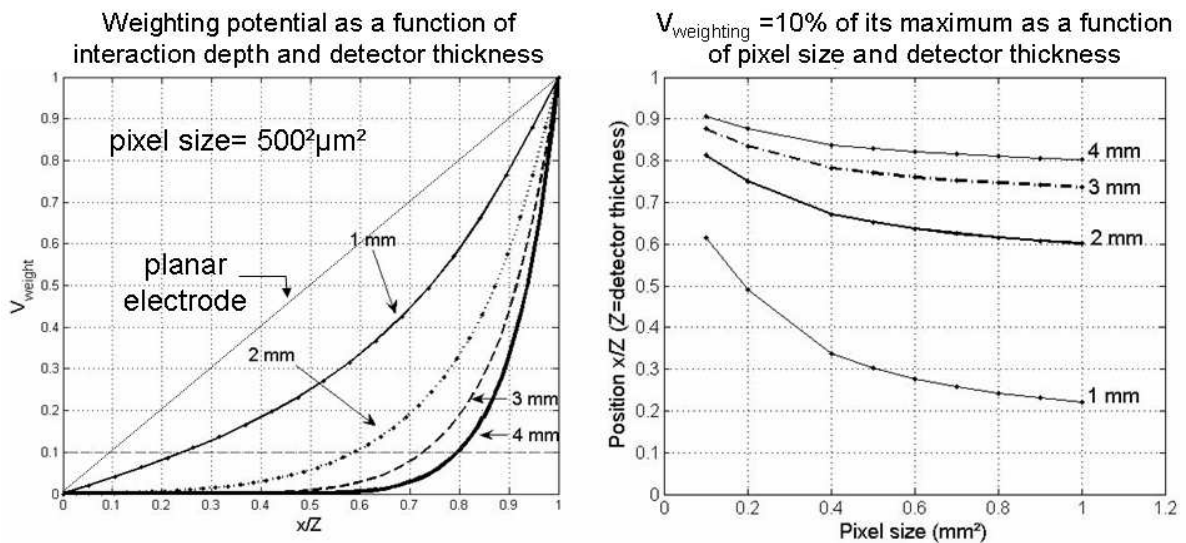 Weighting potential as a function of
interaction depth and detector thickness
1
0.9
0.8
0.7
0.6
0.5
0.4
0.3
0.2
0.1
0
V_weight
pixel size= 500²µm²
planar
electrode
1 mm
2 mm
3 mm
4 mm
0 0.1 0.2 0.3 0.4 0.5 0.6 0.7 0.8 0.9 1
x/Z
V_weighting =10% of its maximum as a function
of pixel size and detector thickness
1
0.9
0.8
0.7
0.6
0.5
0.4
0.3
0.2
0.1
0
Position x/Z (Z=detector thickness)
4 mm
3 mm
2 mm
1 mm
0 0.2 0.4 0.6 0.8 1 1.2
Pixel size (mm²)